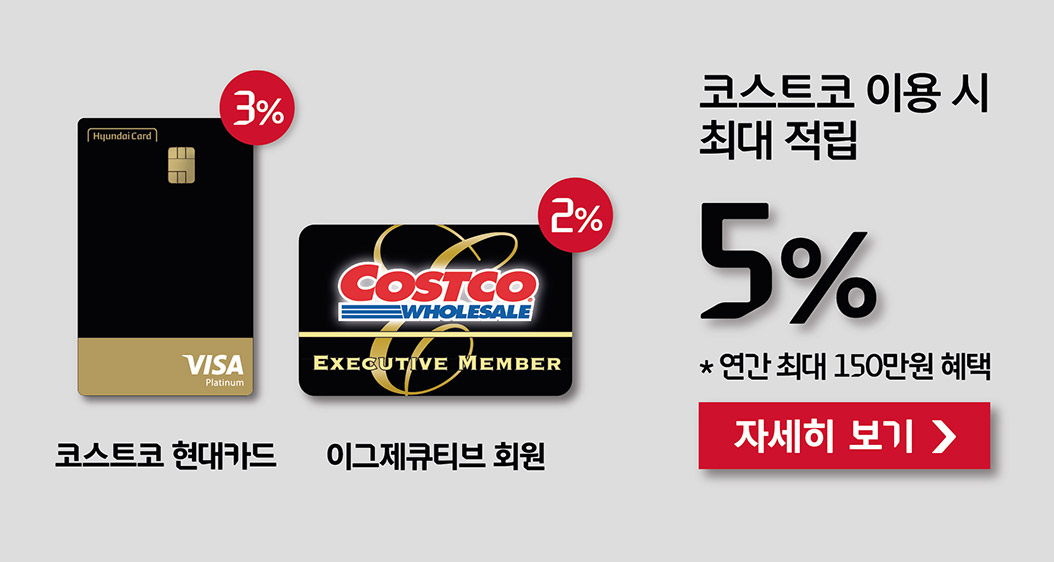 3%
Hyundai Card
VISA
Platinum
코스트코 현대카드
2%
COSTCO
WHOLESALE
EXECUTIVE MEMBER
이그제큐티브 회원
코스트코 이용 시
최대 적립
5%
* 연간 최대 150만원 혜택
자세히 보기 >